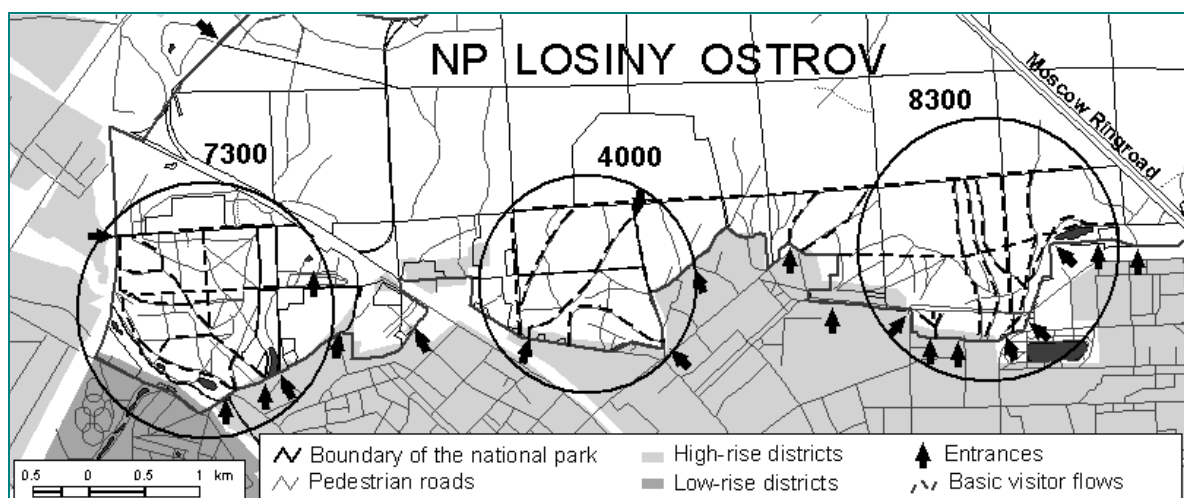 NP LOSINY OSTROV
Moscow Ringroad
8300
7300
4000
Boundary of the national park
High-rise districts
Entrances
Pedestrian roads
Low-rise districts
Basic visitor flows
0.5 0 0.5 1 km